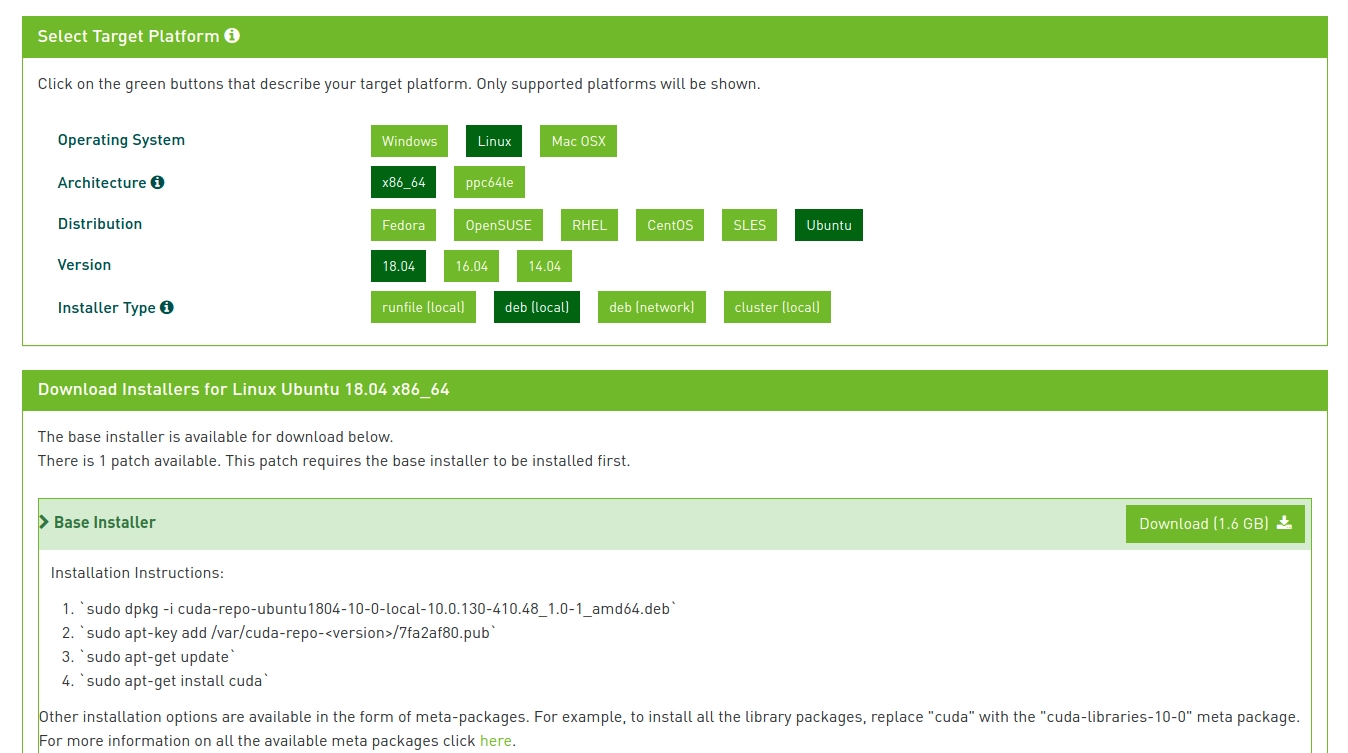 Select Target Platform
Click on the green buttons that describe your target platform. Only supported platforms will be shown.
Operating System Windows Linux Mac OSX
Architecture x86_64 ppc64le
Distribution Fedora OpenSUSE RHEL CentOS SLES Ubuntu
Version 18.04 16.04 14.04
Installer Type runfile (local) deb (local) deb (network) cluster (local)
Download Installers for Linux Ubuntu 18.04 x86_64
The base installer is available for download below.
There is 1 patch available. This patch requires the base installer to be installed first.
Base Installer Download (1.6 GB)
Installation Instructions:
1. `sudo dpkg -i cuda-repo-ubuntu1804-10-0-local-10.0.130-410.48_1.0-1_amd64.deb`
2. `sudo apt-key add /var/cuda-repo-<version>/7fa2af80.pub`
3. `sudo apt-get update`
4. `sudo apt-get install cuda`
Other installation options are available in the form of meta-packages. For example, to install all the library packages, replace "cuda" with the "cuda-libraries-10-0" meta package.
For more information on all the available meta packages click here.